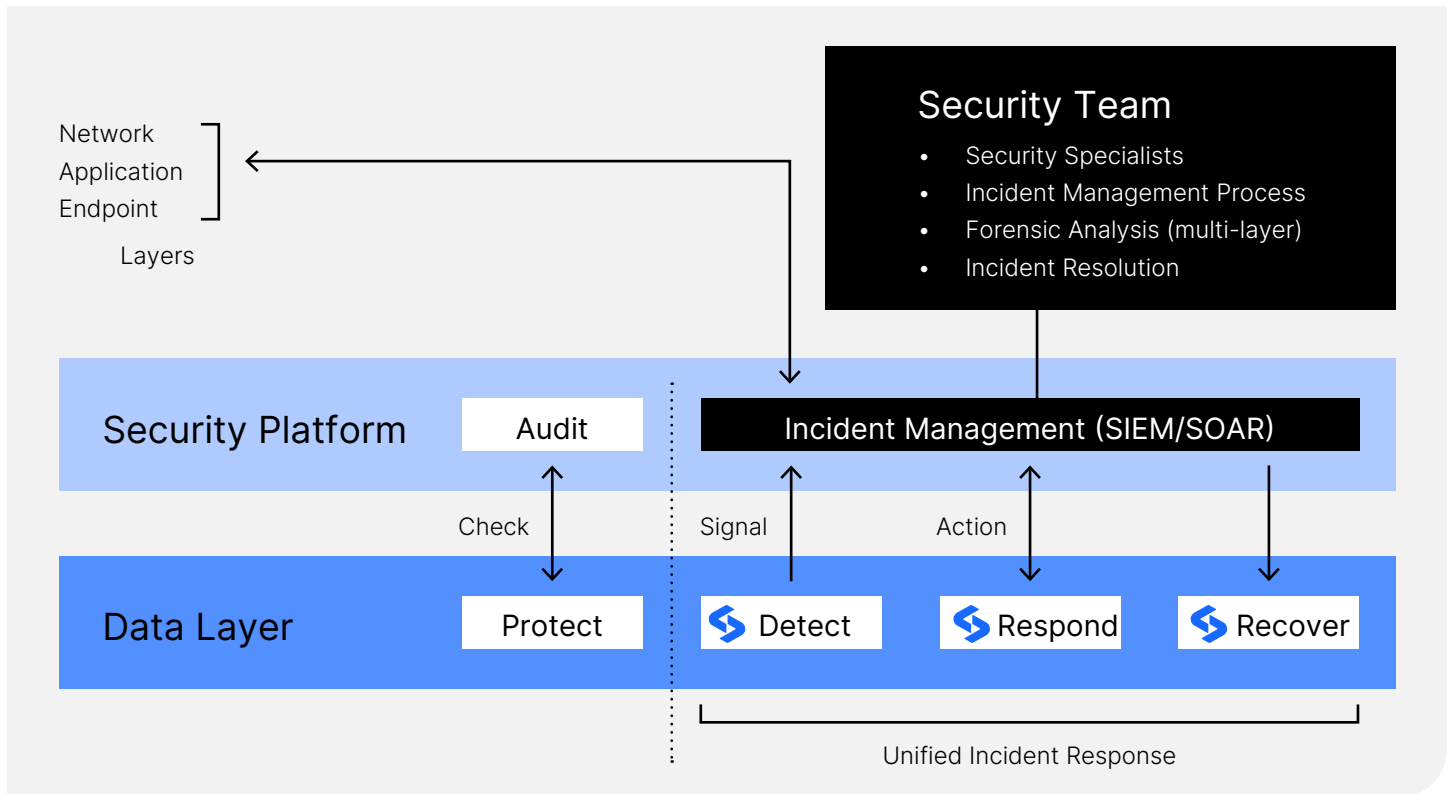 Security Team
• Security Specialists
• Incident Management Process
• Forensic Analysis (multi-layer)
• Incident Resolution
Network
Application
Endpoint
Layers
Security Platform
Audit
Incident Management (SIEM/SOAR)
Check
Signal
Action
Data Layer
Protect
Detect
Respond
Recover
Unified Incident Response